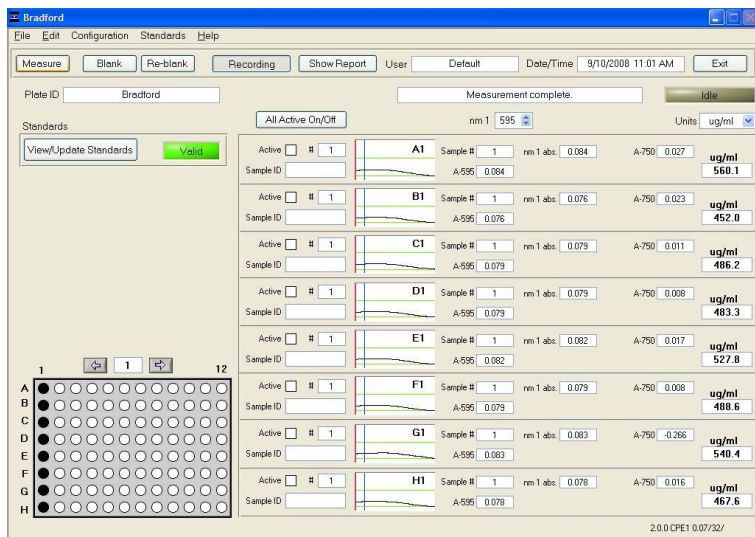 Bradford
File Edit Configuration Standards Help
Measure Blank Re-blank Recording Show Report User Default Date/Time 9/10/2008 11:01 AM Exit
Plate ID Bradford Measurement complete. Idle
Standards All Active On/Off nm 1 595 Units ug/ml
View/Update Standards Valid
Active # 1 A1 Sample # 1 nm 1 abs. 0.084 A-750 0.027 ug/ml
Sample ID A-595 0.084 560.1
Active # 1 B1 Sample # 1 nm 1 abs. 0.076 A-750 0.023 ug/ml
Sample ID A-595 0.076 452.0
Active # 1 C1 Sample # 1 nm 1 abs. 0.079 A-750 0.011 ug/ml
Sample ID A-595 0.079 486.2
Active # 1 D1 Sample # 1 nm 1 abs. 0.079 A-750 0.008 ug/ml
Sample ID A-595 0.079 483.3
Active # 1 E1 Sample # 1 nm 1 abs. 0.082 A-750 0.017 ug/ml
Sample ID A-595 0.082 527.8
Active # 1 F1 Sample # 1 nm 1 abs. 0.079 A-750 0.008 ug/ml
Sample ID A-595 0.079 488.6
Active # 1 G1 Sample # 1 nm 1 abs. 0.083 A-750 -0.266 ug/ml
Sample ID A-595 0.083 540.4
Active # 1 H1 Sample # 1 nm 1 abs. 0.078 A-750 0.016 ug/ml
Sample ID A-595 0.078 467.6
1 1 12
A
B
C
D
E
F
G
H
2.0.0 CPE1 0.07/32/